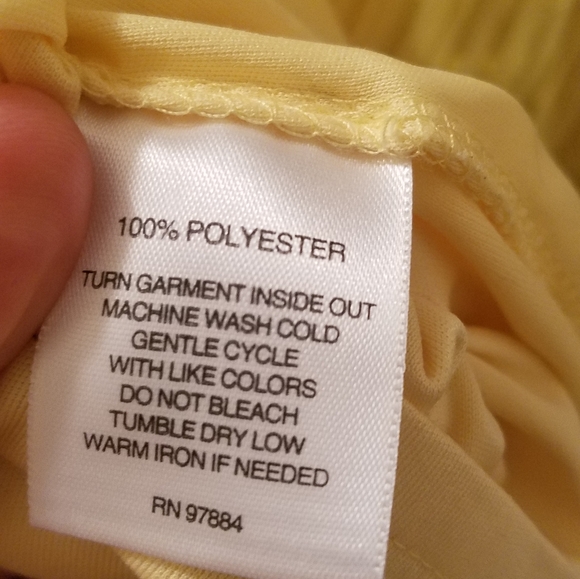 100% POLYESTER
TURN GARMENT INSIDE OUT
MACHINE WASH COLD
GENTLE CYCLE
WITH LIKE COLORS
DO NOT BLEACH
TUMBLE DRY LOW
WARM IRON IF NEEDED
RN 97884